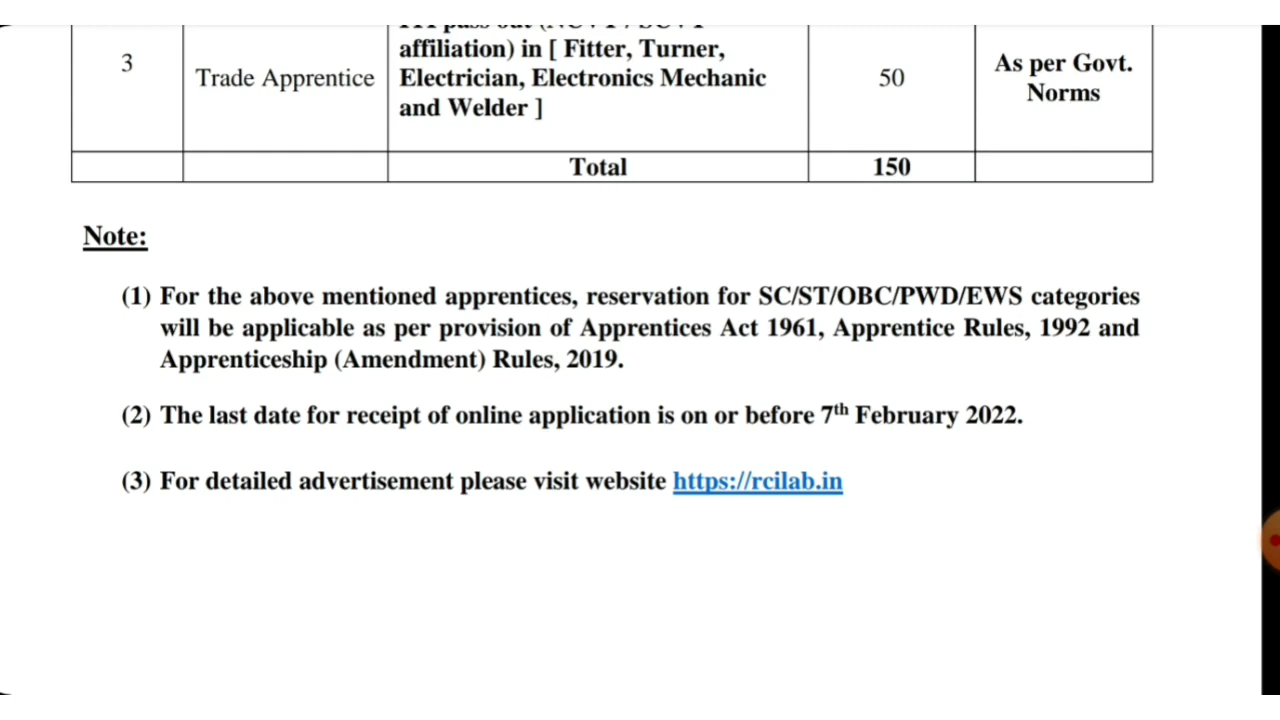 affiliation) in [ Fitter, Turner,
3
As per Govt.
Trade Apprentice
Electrician, Electronics Mechanic
50
Norms
and Welder ]
Total
150
Note:
(1) For the above mentioned apprentices, reservation for SC/ST/OBC/PWD/EWS categories
will be applicable as per provision of Apprentices Act 1961, Apprentice Rules, 1992 and
Apprenticeship (Amendment) Rules, 2019.
(2) The last date for receipt of online application is on or before 7th February 2022.
(3) For detailed advertisement please visit website https://rcilab.in